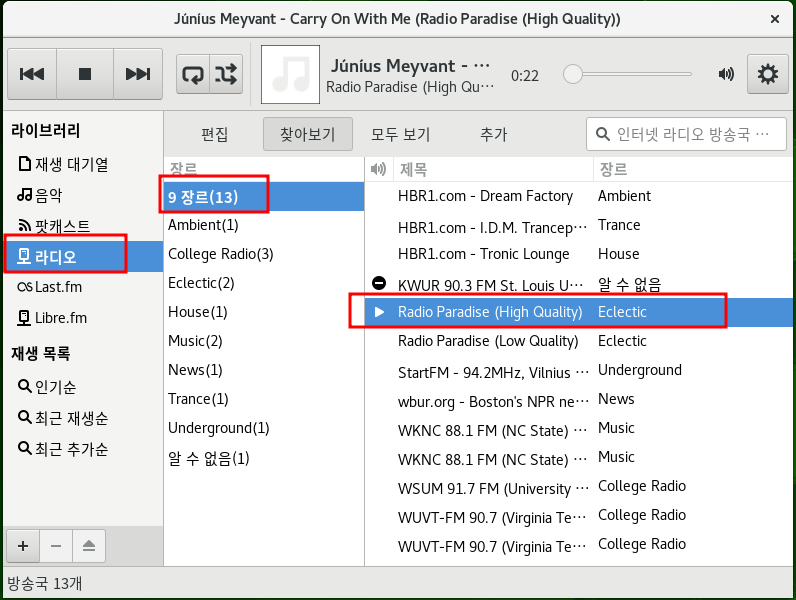 Júníus Meyvant - Carry On With Me (Radio Paradise (High Quality))
Júníus Meyvant - ⋯
Radio Paradise (High Qu⋯
0:22
라이브러리
재생 대기열
음악
팟캐스트
라디오
Last.fm
Libre.fm
재생 목록
인기순
최근 재생순
최근 추가순
편집 찾아보기 모두 보기 추가
인터넷 라디오 방송국 ⋯
장르
9 장르(13)
Ambient(1)
College Radio(3)
Eclectic(2)
House(1)
Music(2)
News(1)
Trance(1)
Underground(1)
알 수 없음(1)
제목 장르
HBR1.com - Dream Factory Ambient
HBR1.com - I.D.M. Trancep⋯ Trance
HBR1.com - Tronic Lounge House
KWUR 90.3 FM St. Louis U⋯ 알 수 없음
Radio Paradise (High Quality) Eclectic
Radio Paradise (Low Quality) Eclectic
StartFM - 94.2MHz, Vilnius ⋯ Underground
wbur.org - Boston's NPR ne⋯ News
WKNC 88.1 FM (NC State) ⋯ Music
WKNC 88.1 FM (NC State) ⋯ Music
WSUM 91.7 FM (University ⋯ College Radio
WUVT-FM 90.7 (Virginia Te⋯ College Radio
WUVT-FM 90.7 (Virginia Te⋯ College Radio
방송국 13개